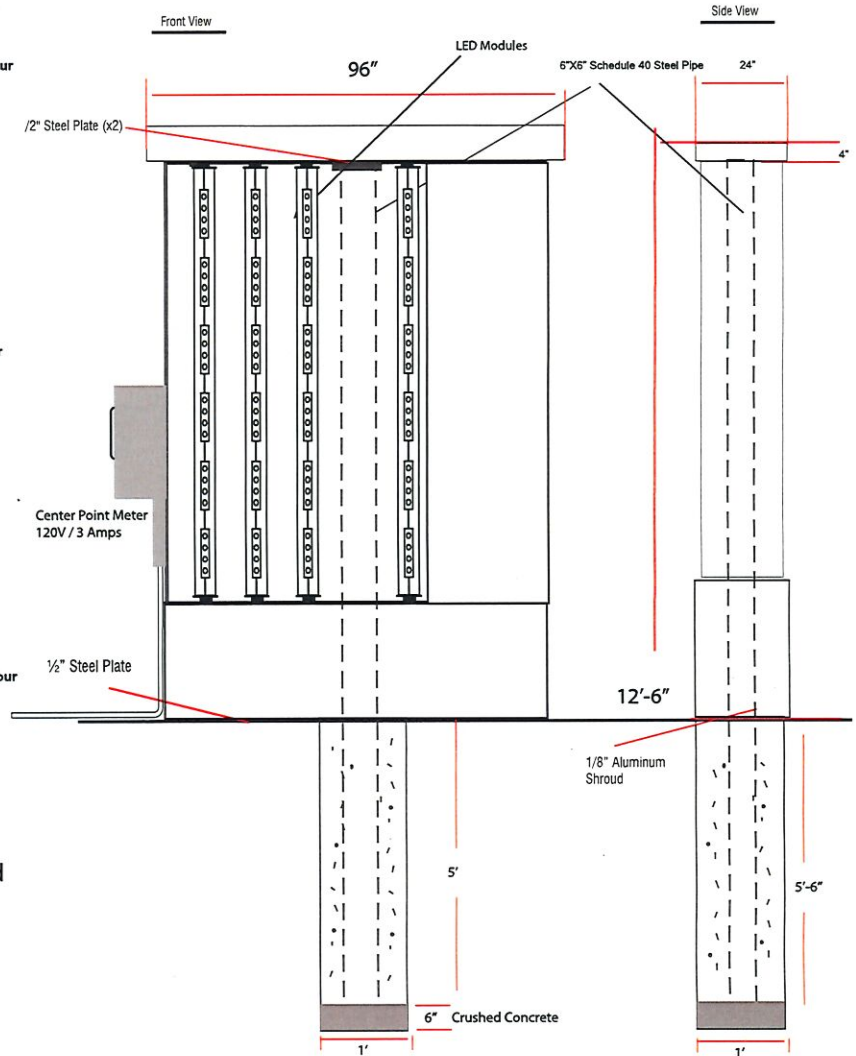 Front View
Side View
ur
96"
LED Modules
6"X6" Schedule 40 Steel Pipe
24"
/2" Steel Plate (x2)
4"
r
Center Point Meter
120V / 3 Amps
our
½" Steel Plate
12'-6"
1/8" Aluminum
Shroud
5'
5'-6"
6" Crushed Concrete
1'
1'